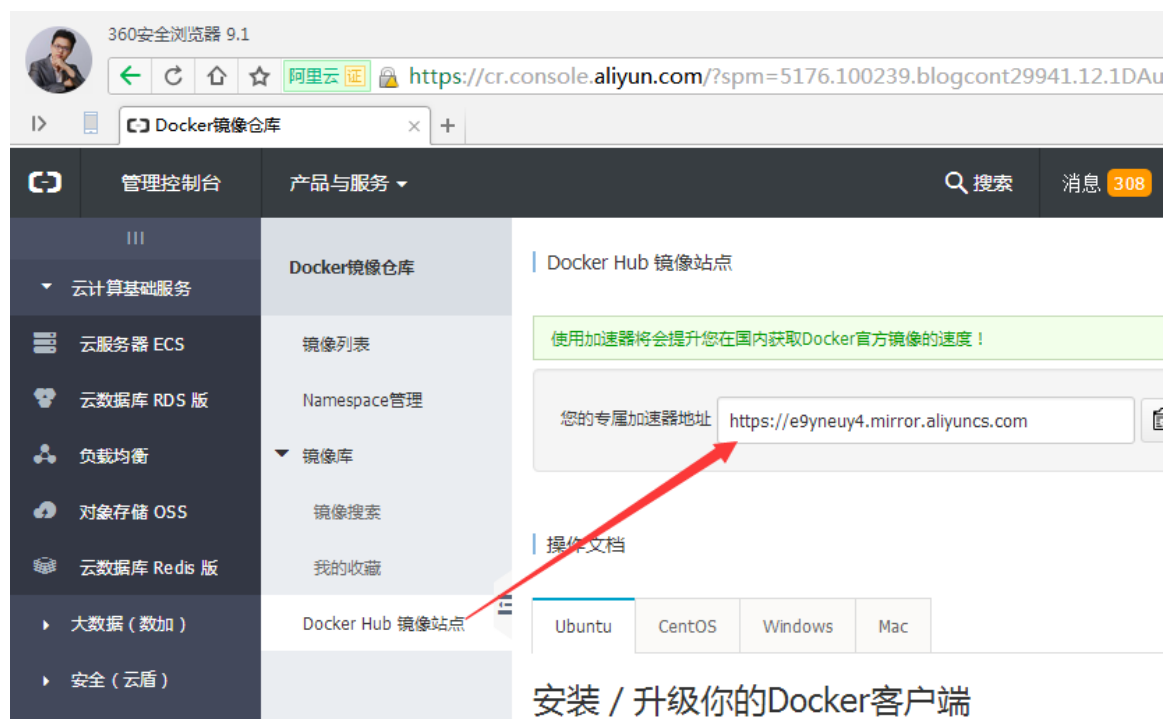 360安全浏览器 9.1
阿里云 证 https://cr.console.aliyun.com/?spm=5176.100239.blogcont29941.12.1DAu
Docker镜像仓库
管理控制台 产品与服务 搜索 消息 308
Docker镜像仓库
Docker Hub 镜像站点
云计算基础服务
使用加速器将会提升您在国内获取Docker官方镜像的速度！
云服务器 ECS 镜像列表
云数据库 RDS 版 Namespace管理
您的专属加速器地址 https://e9yneuy4.mirror.aliyuncs.com
负载均衡 镜像库
对象存储 OSS 镜像搜索
操作文档
云数据库 Redis 版 我的收藏
大数据（数加） Docker Hub 镜像站点
Ubuntu CentOS Windows Mac
安全（云盾）
安装 / 升级你的Docker客户端